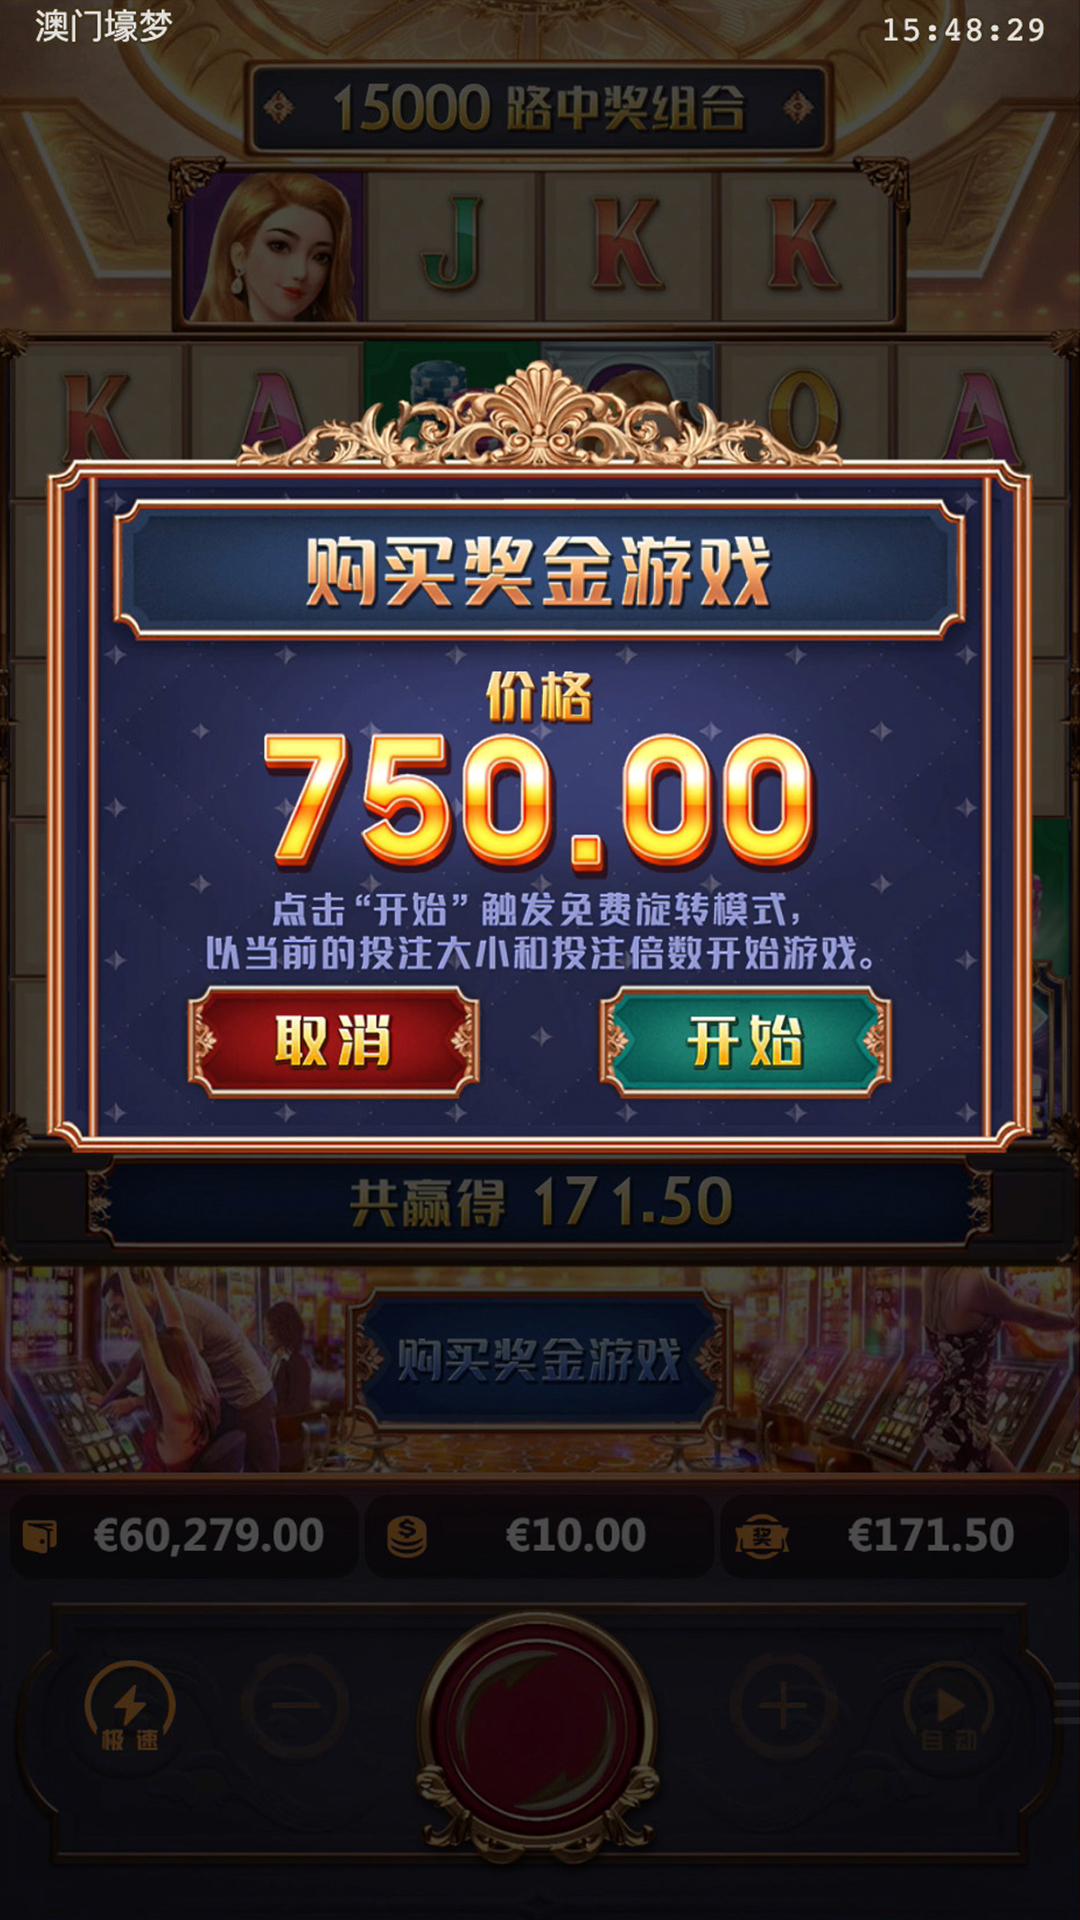 澳门壕梦
15:48:29
15000 路中奖组合
J K K
K A Q A
购买奖金游戏
价格
750.00
点击“开始”触发免费旋转模式，
以当前的投注大小和投注倍数开始游戏。
取消 开始
共赢得 171.50
购买奖金游戏
€60,279.00 $ €10.00 奖 €171.50
极速 自动